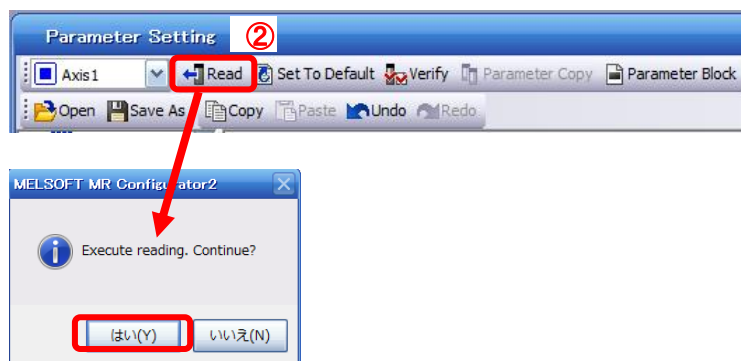 Parameter Setting ②
Axis1 Read Set To Default Verify Parameter Copy Parameter Block
Open Save As Copy Paste Undo Redo
MELSOFT MR Configurator2
Execute reading. Continue?
はい(Y) いいえ(N)